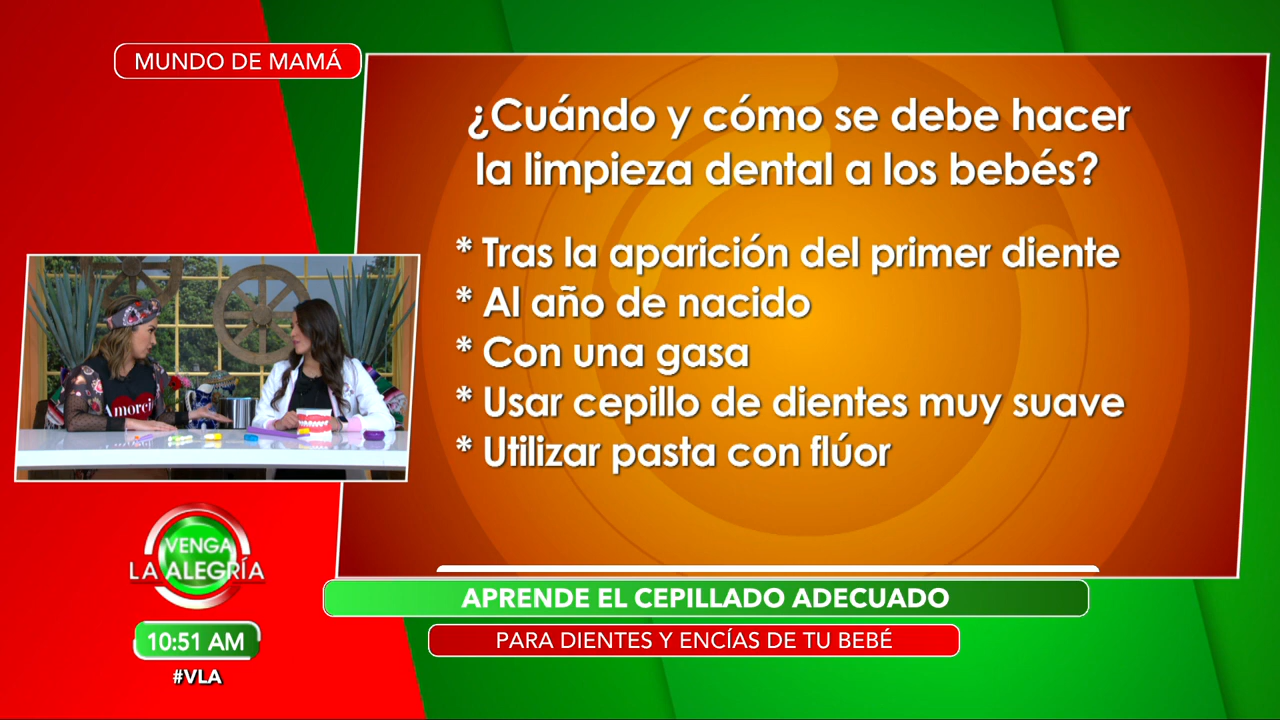 MUNDO DE MAMÁ
¿Cuándo y cómo se debe hacer
la limpieza dental a los bebés?
* Tras la aparición del primer diente
* Al año de nacido
* Con una gasa
* Usar cepillo de dientes muy suave
* Utilizar pasta con flúor
Amorci
VENGA
LA ALEGRÍA
APRENDE EL CEPILLADO ADECUADO
PARA DIENTES Y ENCÍAS DE TU BEBÉ
10:51 AM
#VLA